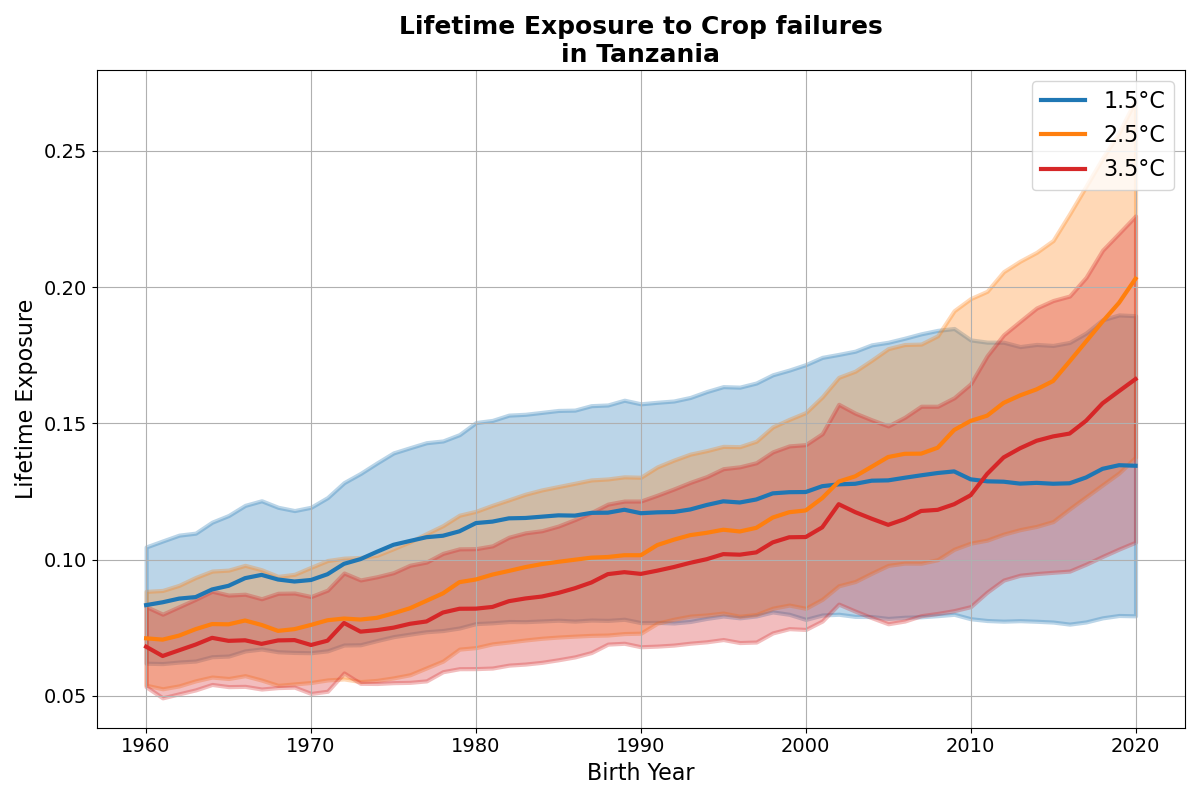 Lifetime Exposure to Crop failures
in Tanzania
1.5°C
2.5°C
3.5°C
Lifetime Exposure
0.25
0.20
0.15
0.10
0.05
1960 1970 1980 1990 2000 2010 2020
Birth Year